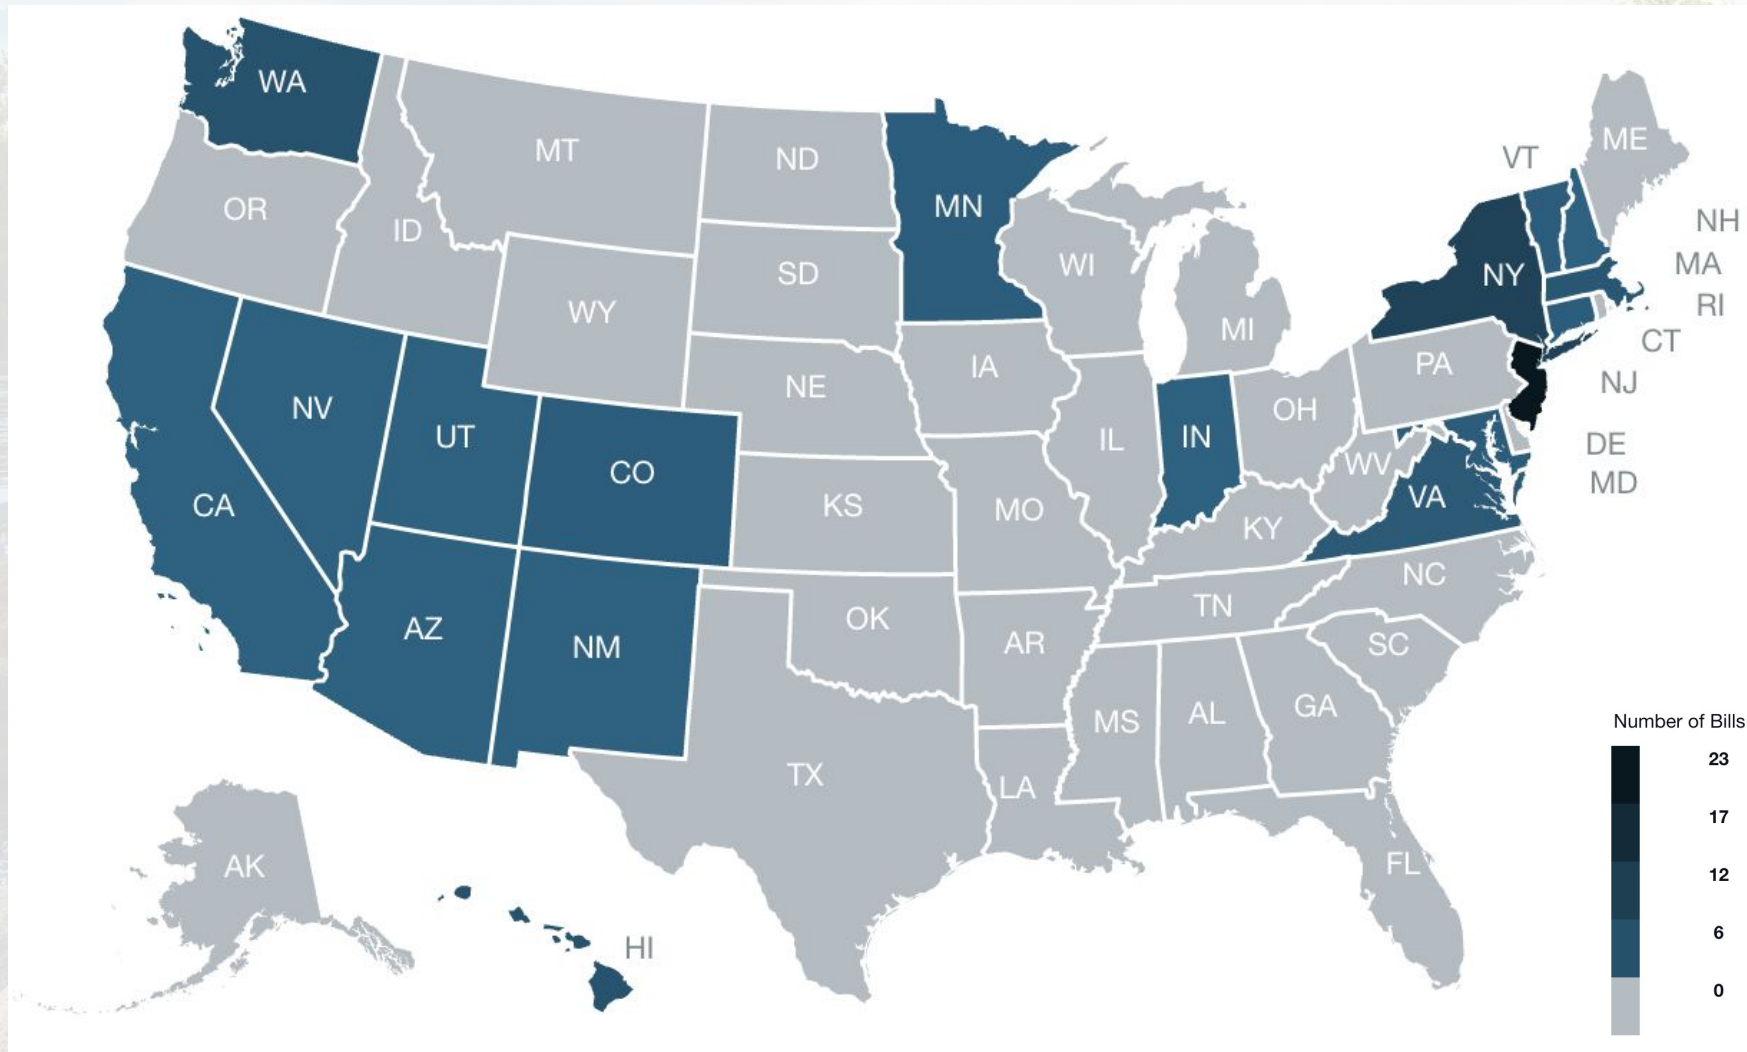 WA
MT
ND
MN
VT
ME
OR
ID
SD
WI
NH
NY
MA
WY
MI
RI
CT
IA
PA
NE
NJ
NV
UT
OH
IL
IN
DE
CO
WV
MD
CA
KS
MO
VA
KY
NC
AZ
NM
OK
TN
AR
SC
MS
AL
GA
TX
LA
Number of Bills
23
17
12
6
0
AK
FL
HI